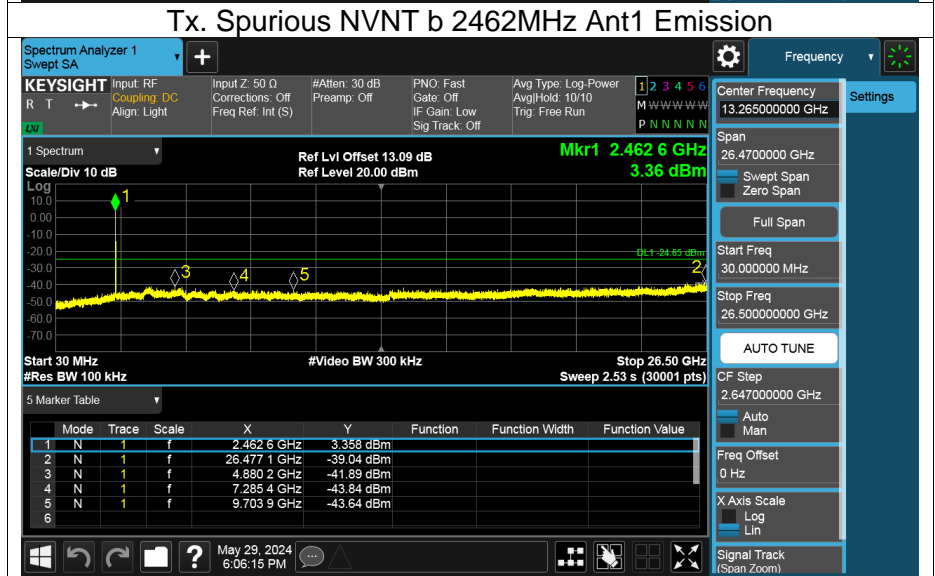 Tx. Spurious NVNT b 2462MHz Ant1 Emission
Spectrum Analyzer 1
Swept SA
+
Frequency
KEYSIGHT
R T
LXI
Input: RF
Coupling: DC
Align: Light
Input Z: 50 Ω
Corrections: Off
Freq Ref: Int (S)
#Atten: 30 dB
Preamp: Off
PNO: Fast
Gate: Off
IF Gain: Low
Sig Track: Off
Avg Type: Log-Power
Avg|Hold: 10/10
Trig: Free Run
1 2 3 4 5 6
M W W W W W
P N N N N N
1 Spectrum
Scale/Div 10 dB
Ref Lvl Offset 13.09 dB
Ref Level 20.00 dBm
Mkr1 2.462 6 GHz
3.36 dBm
Log
10.0
0.00
-10.0
-20.0
-30.0
-40.0
-50.0
-60.0
-70.0
1
DL1 -24.65 dBm
2
3
4
5
Start 30 MHz
#Video BW 300 kHz
Stop 26.50 GHz
#Res BW 100 kHz
Sweep 2.53 s (30001 pts)
5 Marker Table
Mode Trace Scale X Y Function Function Width Function Value
1 N 1 f 2.462 6 GHz 3.358 dBm
2 N 1 f 26.477 1 GHz -39.04 dBm
3 N 1 f 4.880 2 GHz -41.89 dBm
4 N 1 f 7.285 4 GHz -43.84 dBm
5 N 1 f 9.703 9 GHz -43.64 dBm
6
?
May 29, 2024
6:06:15 PM
Center Frequency
13.265000000 GHz
Settings
Span
26.4700000 GHz
Swept Span
Zero Span
Full Span
Start Freq
30.000000 MHz
Stop Freq
26.500000000 GHz
AUTO TUNE
CF Step
2.647000000 GHz
Auto
Man
Freq Offset
0 Hz
X Axis Scale
Log
Lin
Signal Track
(Span Zoom)